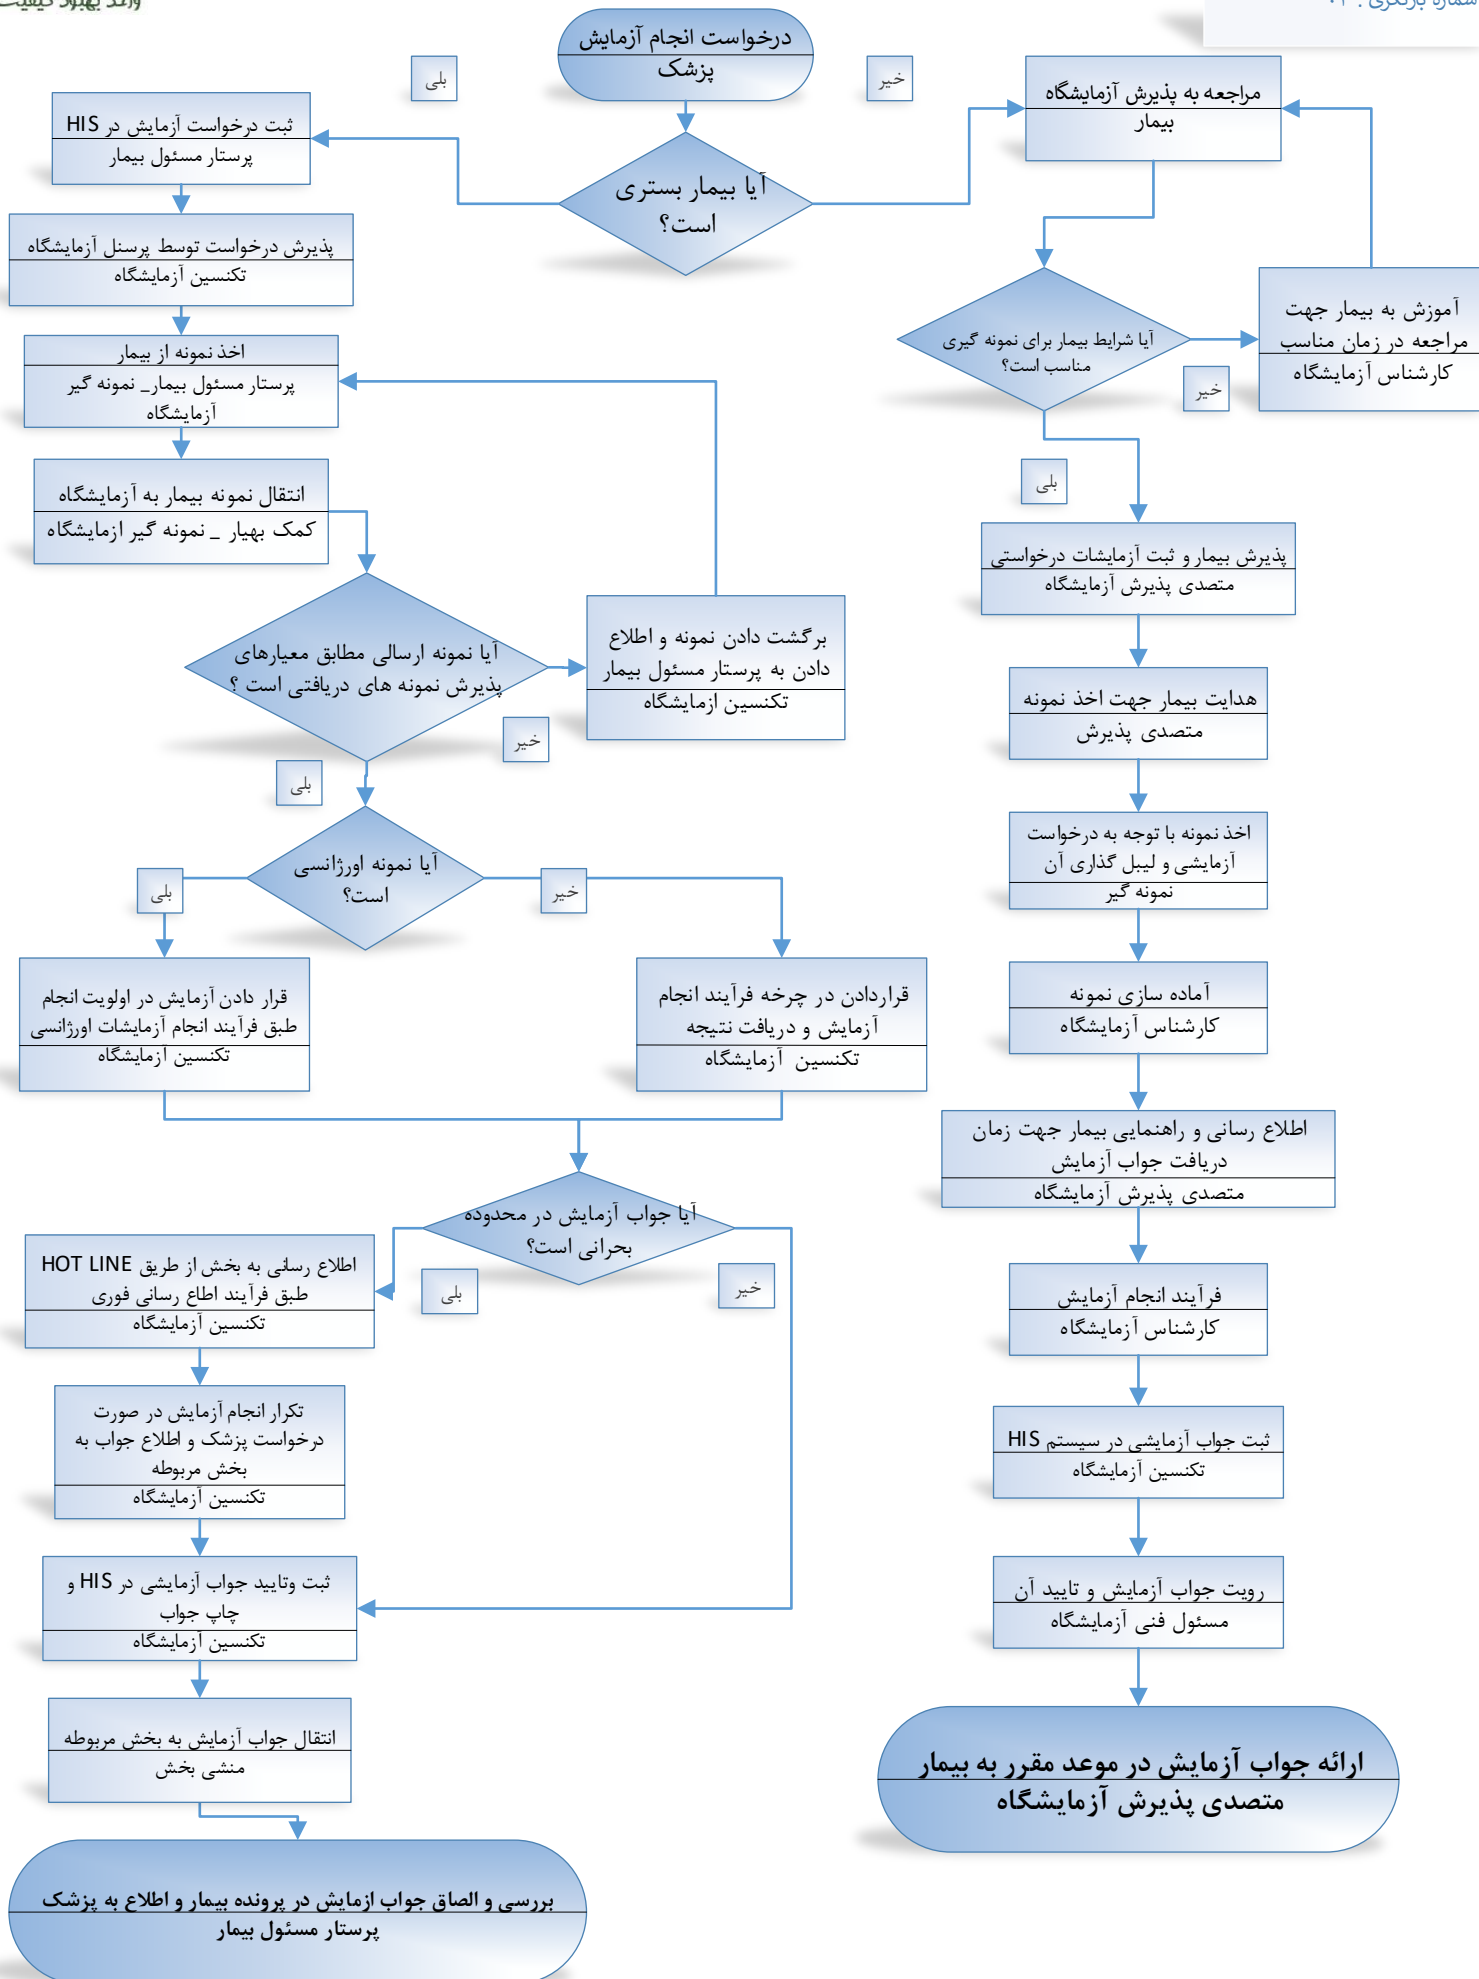 واحد بهبود کیفیت
شماره بازنگری :
درخواست انجام آزمایش
پزشک
بلی
خیر
آیا بیمار بستری
است؟
ثبت درخواست آزمایش در HIS
پرستار مسئول بیمار
پذیرش درخواست توسط پرسنل آزمایشگاه
تکنسین آزمایشگاه
اخذ نمونه از بیمار
پرستار مسئول بیمار_ نمونه گیر
آزمایشگاه
انتقال نمونه بیمار به آزمایشگاه
کمک بهیار _ نمونه گیر ازمایشگاه
آیا نمونه ارسالی مطابق معیارهای
پذیرش نمونه های دریافتی است ؟
خیر
بلی
برگشت دادن نمونه و اطلاع
دادن به پرستار مسئول بیمار
تکنسین ازمایشگاه
آیا نمونه اورژانسی
است؟
بلی
خیر
قرار دادن آزمایش در اولویت انجام
طبق فرآیند انجام آزمایشات اورژانسی
تکنسین آزمایشگاه
قراردادن در چرخه فرآیند انجام
آزمایش و دریافت نتیجه
تکنسین آزمایشگاه
آیا جواب آزمایش در محدوده
بحرانی است؟
بلی
خیر
اطلاع رسانی به بخش از طریق HOT LINE
طبق فرآیند اطاع رسانی فوری
تکنسین آزمایشگاه
تکرار انجام آزمایش در صورت
درخواست پزشک و اطلاع جواب به
بخش مربوطه
تکنسین آزمایشگاه
ثبت وتایید جواب آزمایشی در HIS و
چاپ جواب
تکنسین آزمایشگاه
انتقال جواب آزمایش به بخش مربوطه
منشی بخش
بررسی و الصاق جواب ازمایش در پرونده بیمار و اطلاع به پزشک
پرستار مسئول بیمار
مراجعه به پذیرش آزمایشگاه
بیمار
آیا شرایط بیمار برای نمونه گیری
مناسب است؟
خیر
بلی
آموزش به بیمار جهت
مراجعه در زمان مناسب
کارشناس آزمایشگاه
پذیرش بیمار و ثبت آزمایشات درخواستی
متصدی پذیرش آزمایشگاه
هدایت بیمار جهت اخذ نمونه
متصدی پذیرش
اخذ نمونه با توجه به درخواست
آزمایشی و لیبل گذاری آن
نمونه گیر
آماده سازی نمونه
کارشناس آزمایشگاه
اطلاع رسانی و راهنمایی بیمار جهت زمان
دریافت جواب آزمایش
متصدی پذیرش آزمایشگاه
فرآیند انجام آزمایش
کارشناس آزمایشگاه
ثبت جواب آزمایشی در سیستم HIS
تکنسین آزمایشگاه
رویت جواب آزمایش و تایید آن
مسئول فنی آزمایشگاه
ارائه جواب آزمایش در موعد مقرر به بیمار
متصدی پذیرش آزمایشگاه